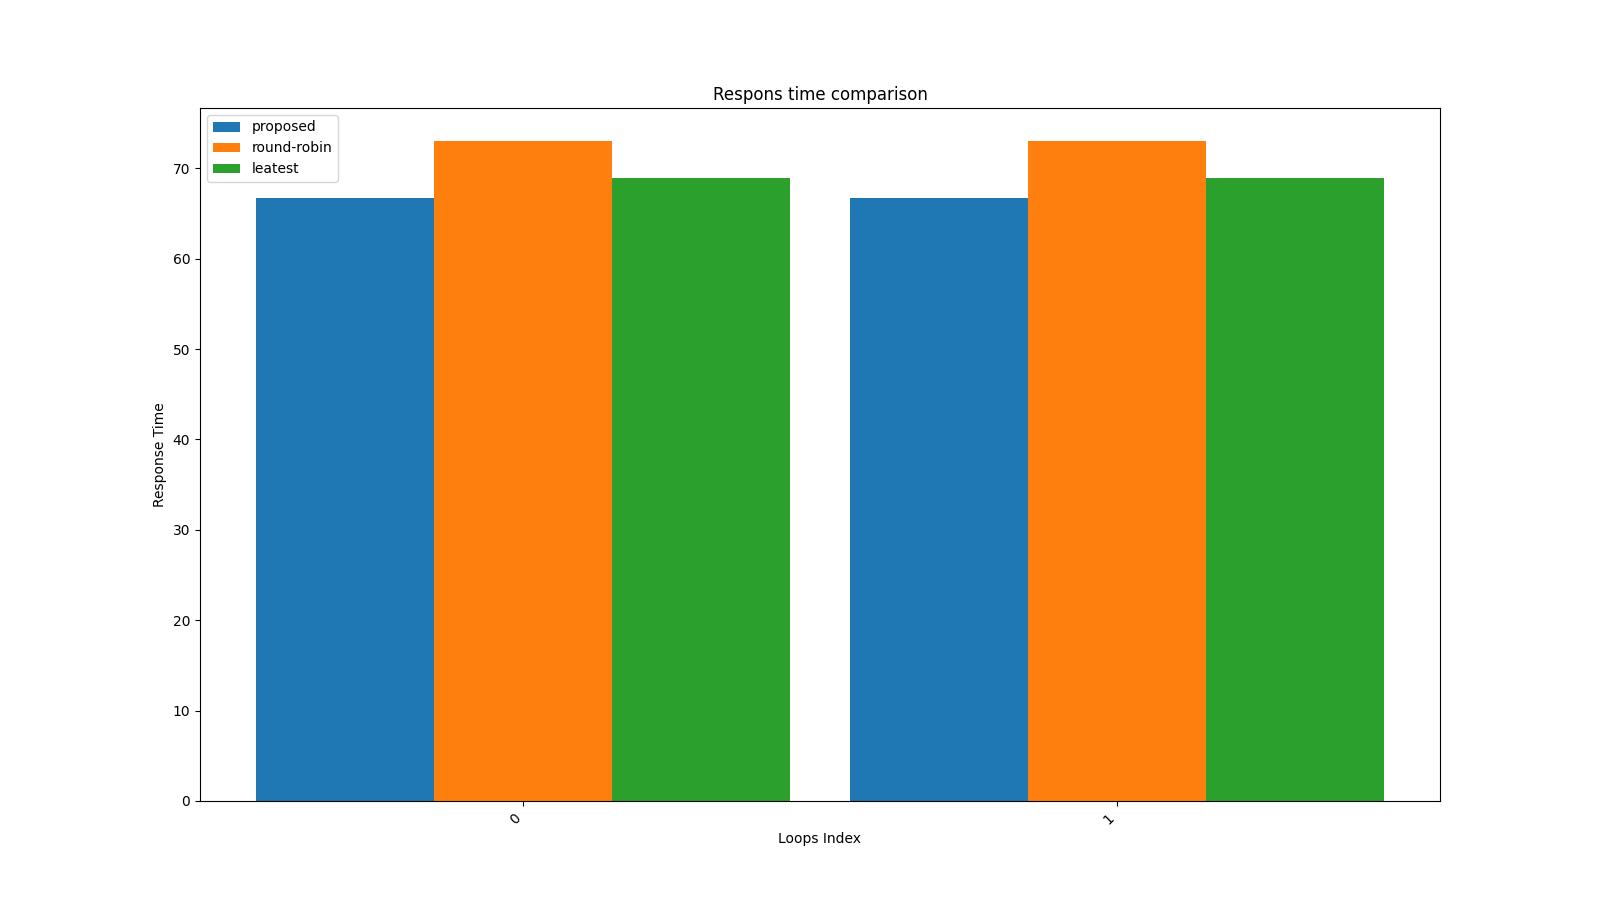 Respons time comparison
proposed
round-robin
leatest
70
60
50
40
30
20
10
0
Response Time
0
1
Loops Index